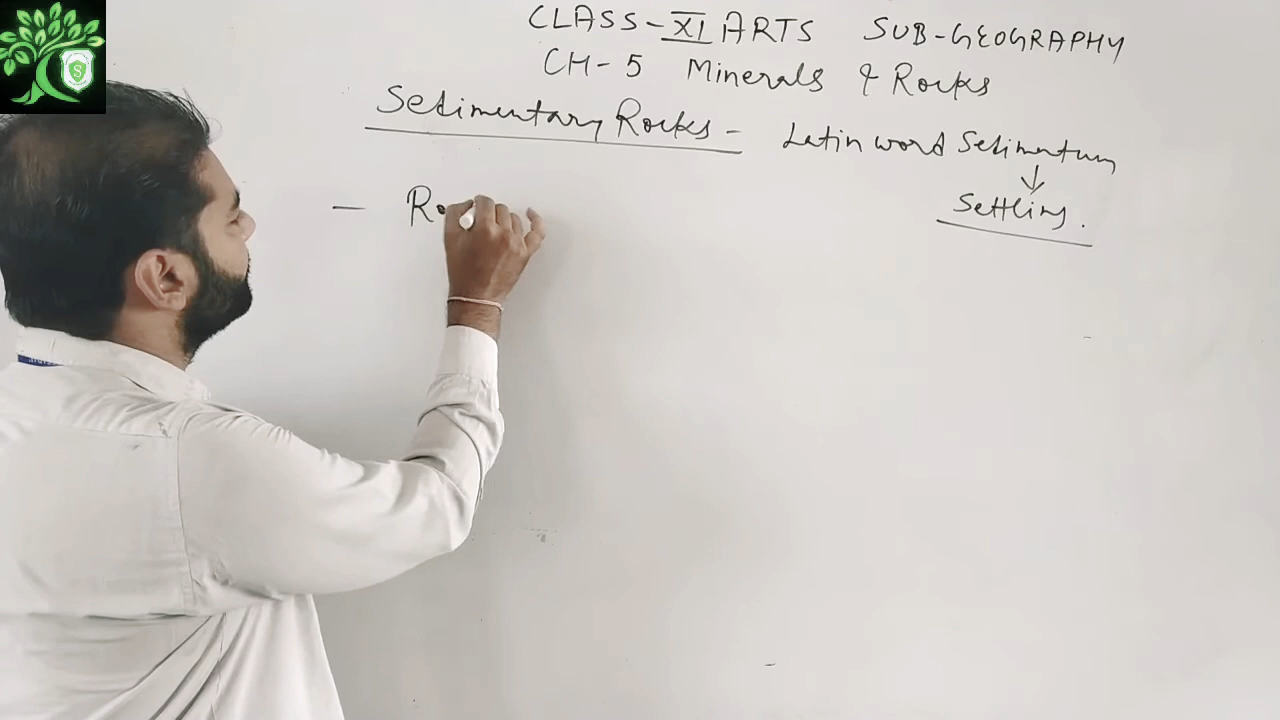 CLASS-XI ARTS SUB-GEOGRAPHY
CH-5 Minerals & Rocks
Sedimentary Rocks - Latin word Sedimentum
↓
Settling.
— Ro
S